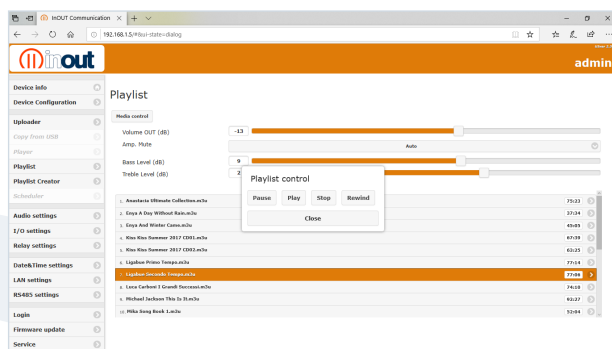 InOUT Communication
192.168.1.5/#&ui-state=dialog
inout
admin
Device info
Device Configuration
Uploader
Copy from USB
Player
Playlist
Playlist Creator
Scheduler
Audio settings
I/O settings
Relay settings
Date&Time settings
LAN settings
RS485 settings
Login
Firmware update
Service
Playlist
Media control
Volume OUT (dB) -13
Amp. Mute Auto
Bass Level (dB) 9
Treble Level (dB) 2
Playlist control
Pause Play Stop Rewind
Close
1. Anastacia Ultimate Collection.m3u 75:23
2. Enya A Day Without Rain.m3u 37:34
3. Enya And Winter Came.m3u 45:05
4. Kiss Kiss Summer 2017 CD01.m3u 67:39
5. Kiss Kiss Summer 2017 CD02.m3u 63:25
6. Ligabue Primo Tempo.m3u 77:14
7. Ligabue Secondo Tempo.m3u 77:06
8. Luca Carboni I Grandi Successi.m3u 74:18
9. Michael Jackson This Is It.m3u 93:27
10. Mika Song Book 1.m3u 52:04